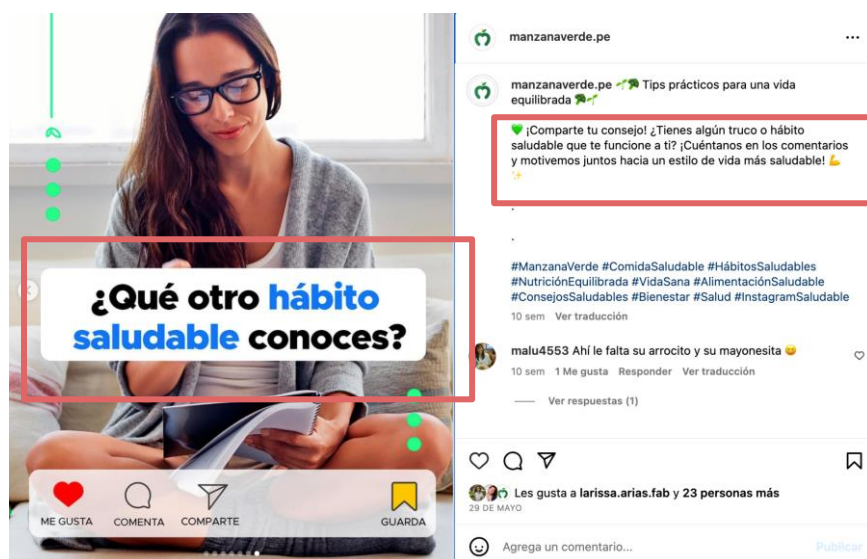 ¿Qué otro hábito
saludable conoces?
ME GUSTA
COMENTA
COMPARTE
GUARDA
manzanaverde.pe
manzanaverde.pe 🌱🥦 Tips prácticos para una vida
equilibrada 🥦🌱
💚 ¡Comparte tu consejo! ¿Tienes algún truco o hábito
saludable que te funcione a ti? ¡Cuéntanos en los comentarios
y motivemos juntos hacia un estilo de vida más saludable! 💪
✨
.
.
#ManzanaVerde #ComidaSaludable #HábitosSaludables
#NutriciónEquilibrada #VidaSana #AlimentaciónSaludable
#ConsejosSaludables #Bienestar #Salud #InstagramSaludable
10 sem Ver traducción
malu4553 Ahí le falta su arrocito y su mayonesita 😀
10 sem 1 Me gusta Responder Ver traducción
Ver respuestas (1)
Les gusta a larissa.arias.fab y 23 personas más
29 DE MAYO
Agrega un comentario...
Publicar